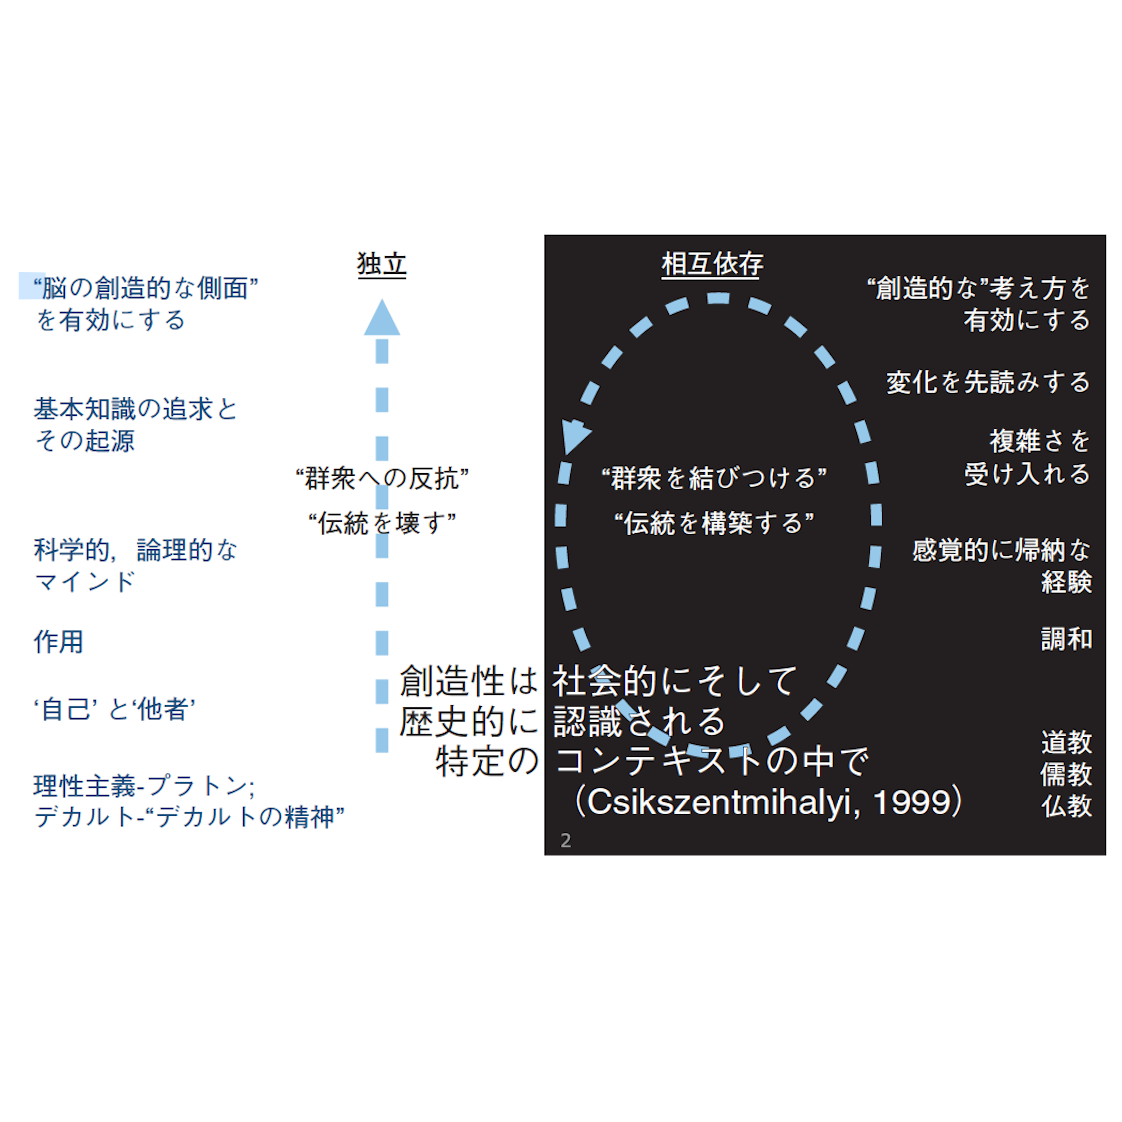 独立
“脳の創造的な側面”
を有効にする
基本知識の追求と
その起源
“群衆への反抗”
“伝統を壊す”
科学的，論理的な
マインド
作用
‘自己’ と‘他者’
理性主義-プラトン;
デカルト-“デカルトの精神”
相互依存
“創造的な”考え方を
有効にする
変化を先読みする
複雑さを
受け入れる
“群衆を結びつける”
“伝統を構築する”
感覚的に帰納な
経験
調和
道教
儒教
仏教
創造性は 社会的にそして
歴史的に 認識される
特定の コンテキストの中で
（Csikszentmihalyi, 1999）
2